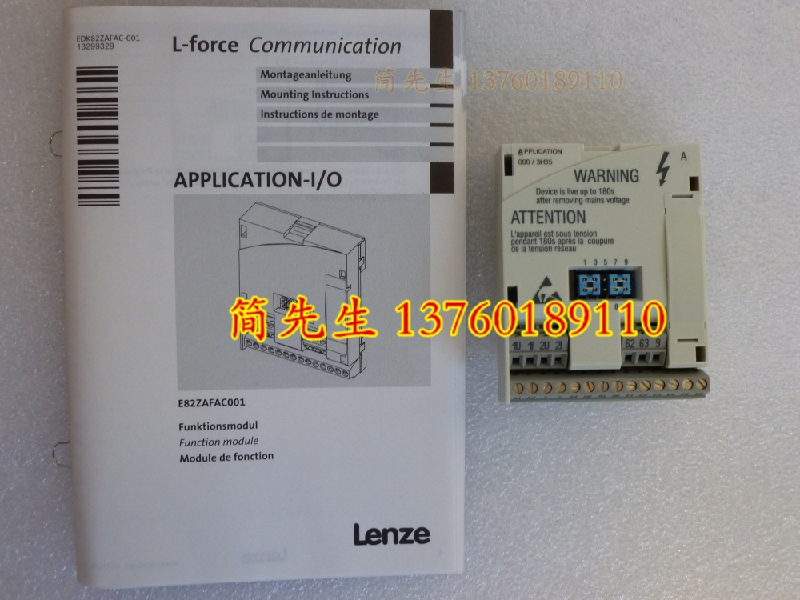 EDK82ZAFAC-001
13299329
L-force Communication
Montageanleitung
Mounting Instructions
Instructions de montage
简先生 13760189110
APPLICATION-I/O
E82ZAFAC001
Funktionsmodul
Function module
Module de fonction
Lenze
APPLICATION
WARNING
Device is live up to 180s
after removing mains voltage
ATTENTION
L'appareil est sous tension
pendant 180s après la coupure
de la tension réseau
A
1 3 5 7 9
简先生 13760189110
62 63 9